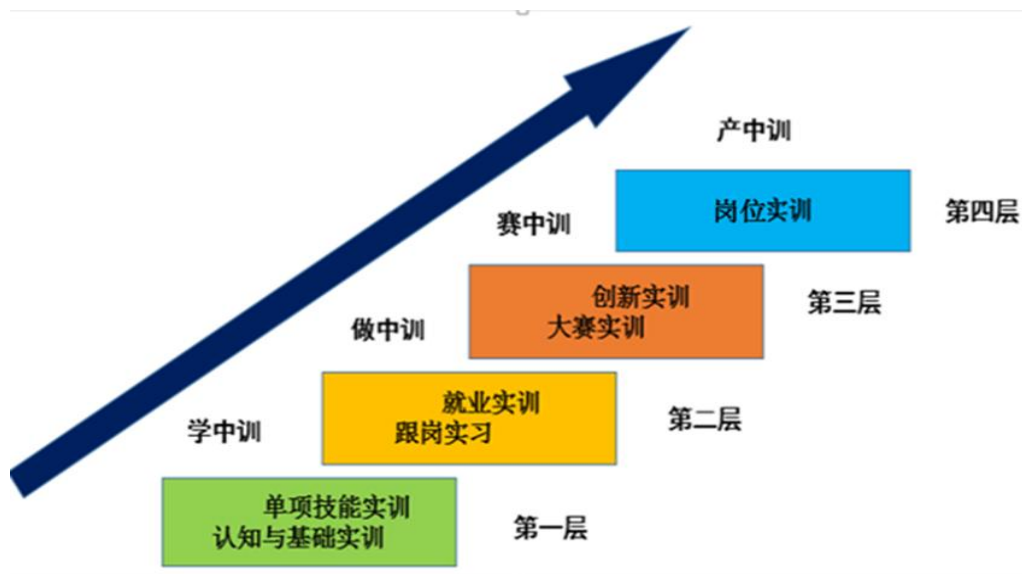 产中训
岗位实训
第四层
赛中训
创新实训
大赛实训
第三层
做中训
就业实训
跟岗实习
第二层
学中训
单项技能实训
认知与基础实训
第一层